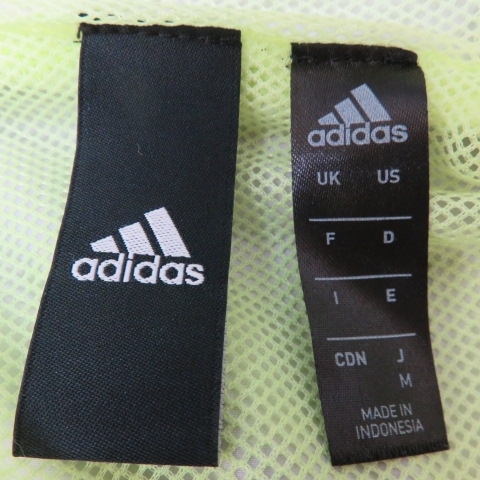 adidas
adidas
UK US
F D
I E
CDN J
M
MADE IN
INDONESIA